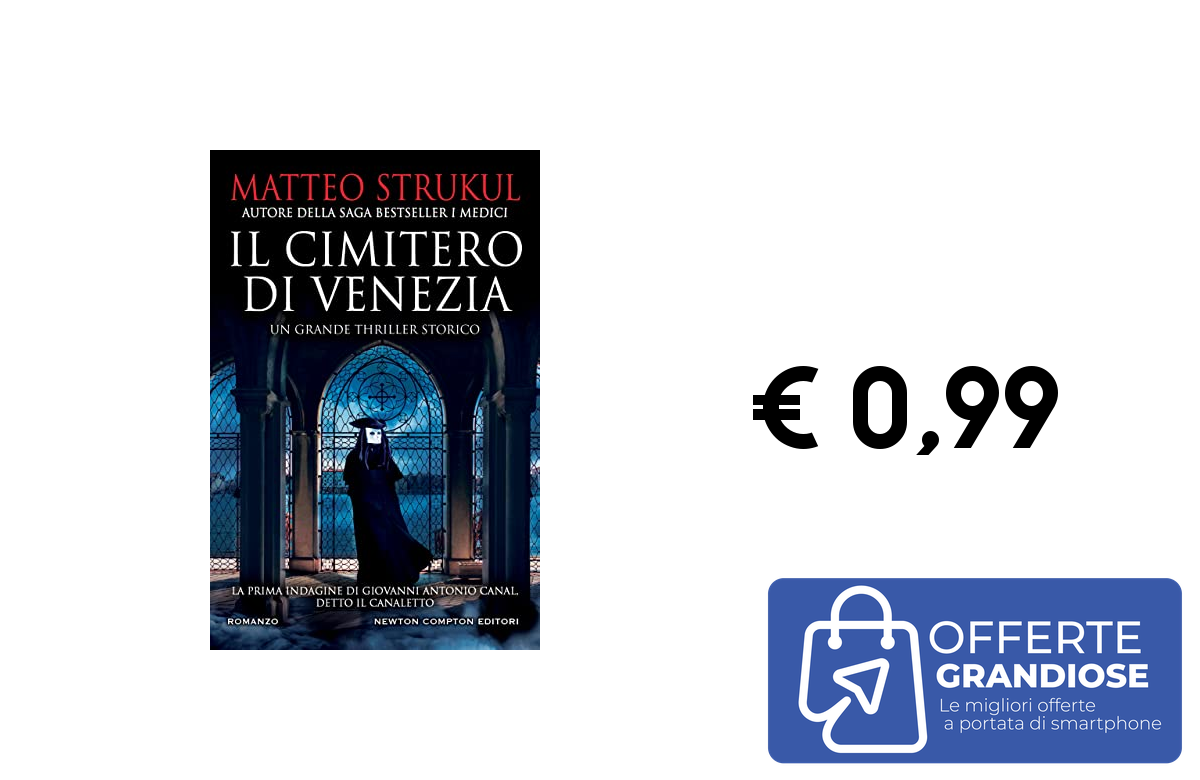 MATTEO STRUKUL
AUTORE DELLA SAGA BESTSELLER I MEDICI
IL CIMITERO
DI VENEZIA
UN GRANDE THRILLER STORICO
LA PRIMA INDAGINE DI GIOVANNI ANTONIO CANAL,
DETTO IL CANALETTO
ROMANZO NEWTON COMPTON EDITORI
€ 0,99
OFFERTE
GRANDIOSE
Le migliori offerte
a portata di smartphone